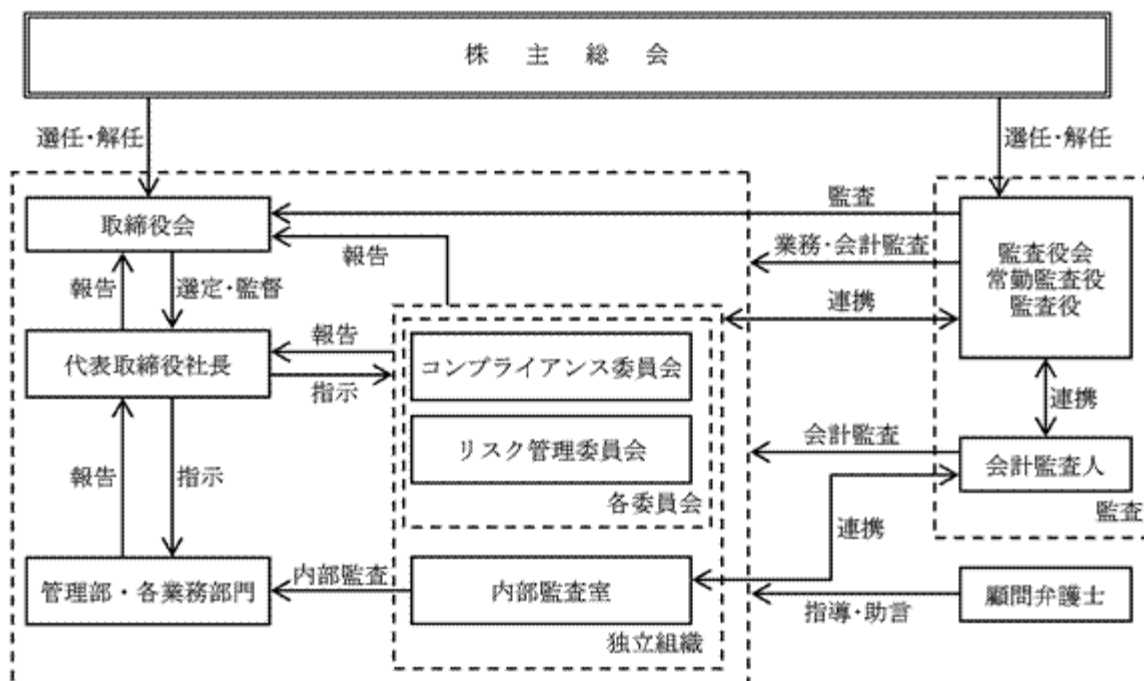 株主総会
選任・解任
選任・解任
取締役会
監査
報告
業務・会計監査
監査役会
常勤監査役
監査役
報告
選定・監督
連携
代表取締役社長
報告
指示
コンプライアンス委員会
連携
リスク管理委員会
各委員会
会計監査
会計監査人
監査
報告
指示
連携
管理部・各業務部門
内部監査
内部監査室
独立組織
指導・助言
顧問弁護士